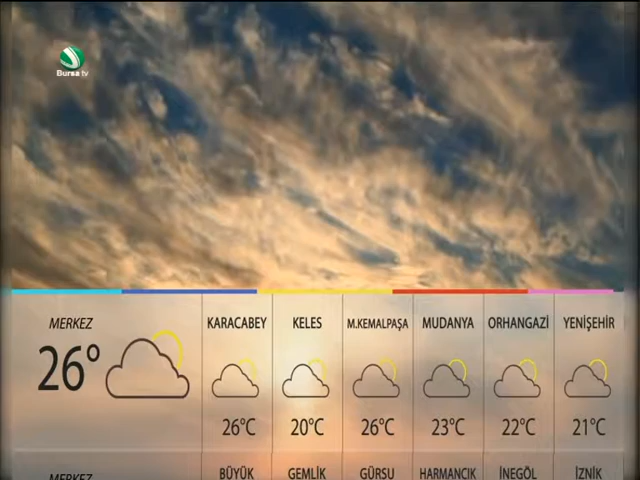 Bursa tv
MERKEZ
26°
KARACABEY
26°C
KELES
20°C
M.KEMALPAŞA
26°C
MUDANYA
23°C
ORHANGAZİ
22°C
YENİŞEHİR
21°C
MERKEZ
BÜYÜK
GEMLİK
GÜRSU
HARMANCIK
İNEGÖL
İZNİK